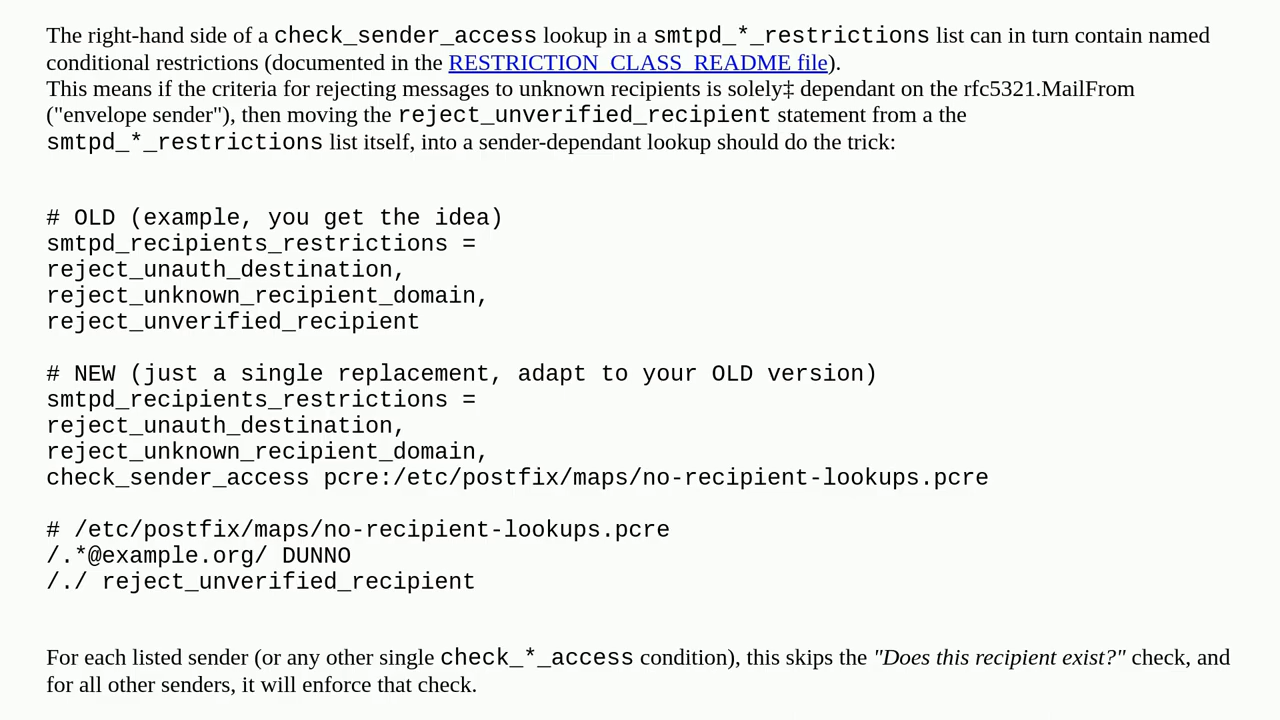 The right-hand side of a check_sender_access lookup in a smtpd_*_restrictions list can in turn contain named
conditional restrictions (documented in the RESTRICTION_CLASS_README file).
This means if the criteria for rejecting messages to unknown recipients is solely‡ dependant on the rfc5321.MailFrom
("envelope sender"), then moving the reject_unverified_recipient statement from a the
smtpd_*_restrictions list itself, into a sender-dependant lookup should do the trick:
# OLD (example, you get the idea)
smtpd_recipients_restrictions =
reject_unauth_destination,
reject_unknown_recipient_domain,
reject_unverified_recipient
# NEW (just a single replacement, adapt to your OLD version)
smtpd_recipients_restrictions =
reject_unauth_destination,
reject_unknown_recipient_domain,
check_sender_access pcre:/etc/postfix/maps/no-recipient-lookups.pcre
# /etc/postfix/maps/no-recipient-lookups.pcre
/.*@example.org/ DUNNO
/./ reject_unverified_recipient
For each listed sender (or any other single check_*_access condition), this skips the "Does this recipient exist?" check, and
for all other senders, it will enforce that check.